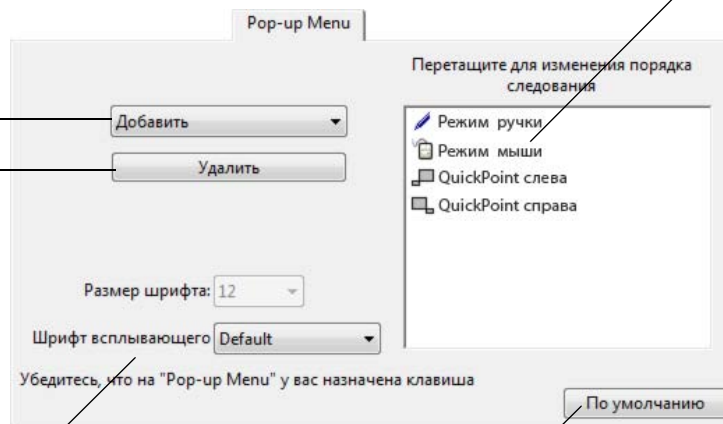 Pop-up Menu
Перетащите для изменения порядка
следования
Добавить
Удалить
Режим ручки
Режим мыши
QuickPoint слева
QuickPoint справа
Размер шрифта: 12
Шрифт всплывающего Default
Убедитесь, что на "Pop-up Menu" у вас назначена клавиша
По умолчанию